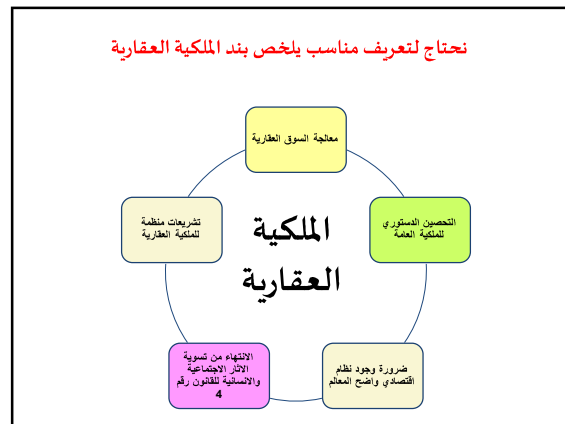 نحتاج لتعريف مناسب يلخص بند الملكية العقارية
معالجة السوق العقارية
التحصين الدستوري
للملكية العامة
ضرورة وجود نظام
اقتصادي واضح المعالم
الانتهاء من تسوية
الاثار الاجتماعية
والانسانية للقانون رقم
4
تشريعات منظمة
للملكية العقارية
الملكية
العقارية